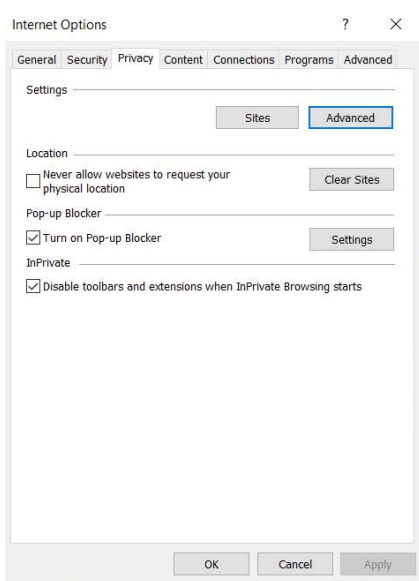 Internet Options ?
General Security Privacy Content Connections Programs Advanced
Settings
Sites Advanced
Location
Never allow websites to request your
physical location
Clear Sites
Pop-up Blocker
Turn on Pop-up Blocker Settings
InPrivate
Disable toolbars and extensions when InPrivate Browsing starts
OK Cancel Apply